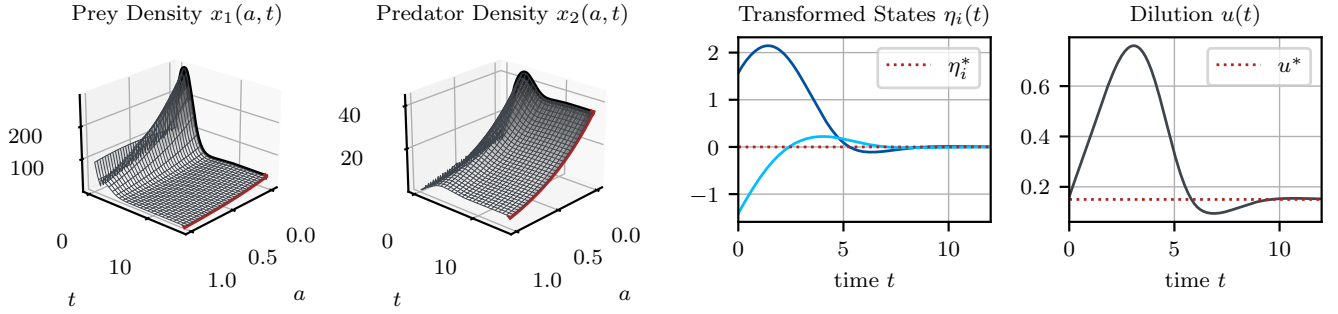 Prey Density x₁(a, t)
200
100
0
10
t
0.0
0.5
1.0
a
Predator Density x₂(a, t)
40
20
0
10
t
0.0
0.5
1.0
a
Transformed States ηᵢ(t)
2
1
0
−1
0
5
10
time t
ηᵢ*
Dilution u(t)
0.6
0.4
0.2
0
5
10
time t
u*